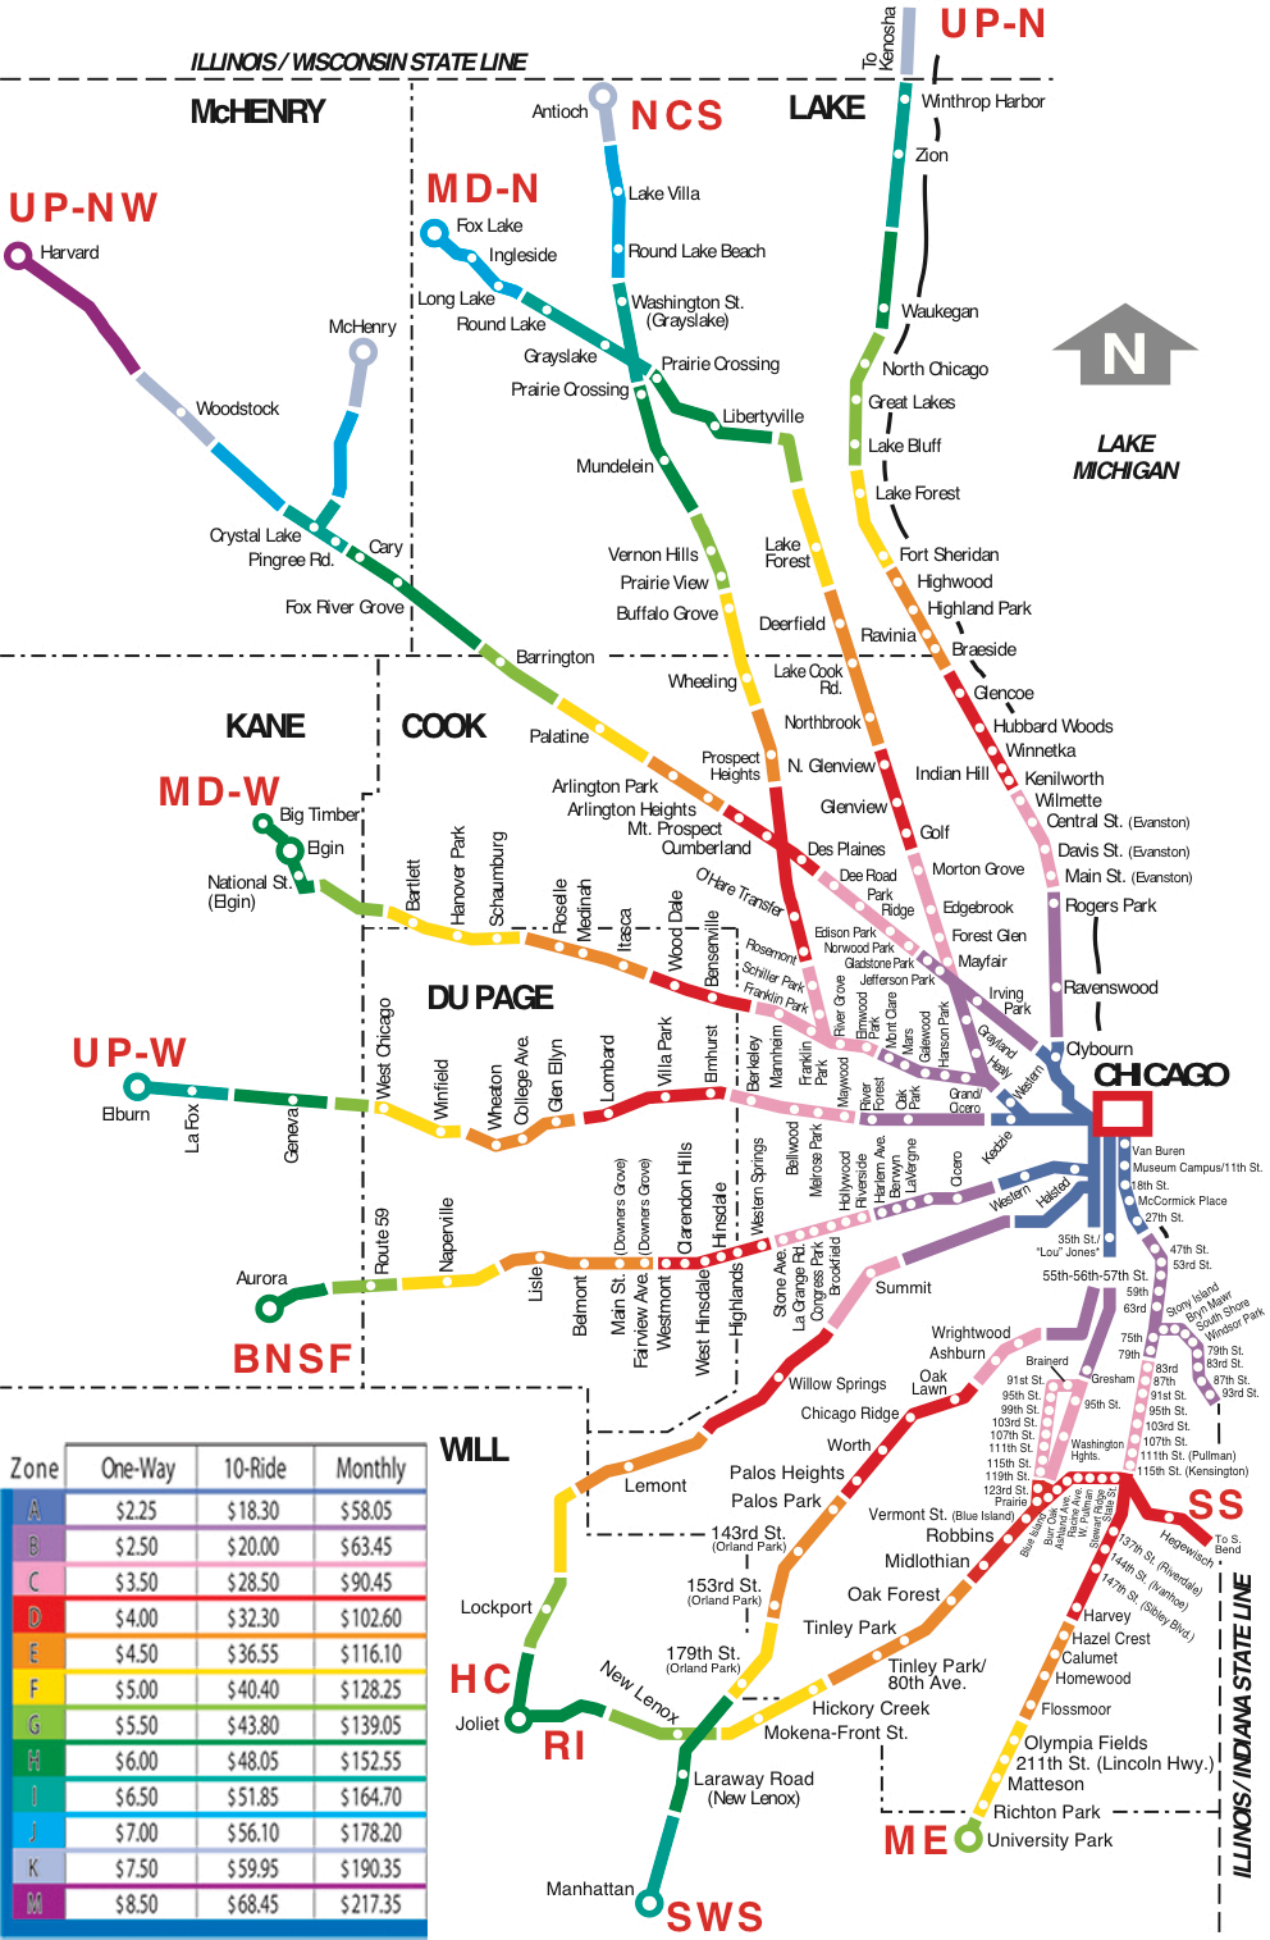 UP-N
To Kenosha
ILLINOIS / WISCONSIN STATE LINE
McHENRY
LAKE
Antioch
NCS
Winthrop Harbor
Zion
MD-N
Lake Villa
UP-NW
Fox Lake
Harvard
Ingleside
Round Lake Beach
Long Lake
Washington St.
(Grayslake)
Waukegan
Round Lake
McHenry
N
Grayslake
Prairie Crossing
North Chicago
Prairie Crossing
Great Lakes
Woodstock
Libertyville
Lake Bluff
LAKE
MICHIGAN
Mundelein
Lake Forest
Crystal Lake
Pingree Rd.
Cary
Vernon Hills
Lake
Forest
Fort Sheridan
Prairie View
Highwood
Fox River Grove
Buffalo Grove
Highland Park
Deerfield
Ravinia
Braeside
Barrington
Wheeling
Lake Cook
Rd.
Glencoe
KANE
COOK
Northbrook
Hubbard Woods
Palatine
Winnetka
Prospect
Heights
N. Glenview
Indian Hill
Kenilworth
MD-W
Arlington Park
Wilmette
Arlington Heights
Glenview
Central St. (Evanston)
Big Timber
Mt. Prospect
Golf
Elgin
Cumberland
Des Plaines
Davis St. (Evanston)
National St.
(Elgin)
Bartlett
Hanover Park
Schaumburg
Roselle
Medinah
Itasca
Wood Dale
Bensenville
O'Hare Transfer
Dee Road
Park
Ridge
Morton Grove
Main St. (Evanston)
Edgebrook
Rogers Park
Edison Park
Norwood Park
Gladstone Park
Jefferson Park
Forest Glen
Mayfair
Rosemont
Schiller Park
Franklin Park
DU PAGE
Irving
Park
Ravenswood
River Grove
Elmwood
Park
Mont Clare
Mars
Galewood
Hanson Park
Grayland
Healy
Western
Clybourn
CHICAGO
UP-W
Elburn
La Fox
Geneva
West Chicago
Winfield
Wheaton
College Ave.
Glen Ellyn
Lombard
Villa Park
Elmhurst
Berkeley
Mannheim
Franklin
Park
Maywood
River
Forest
Oak
Park
Grand/
Cicero
Kedzie
Bellwood
Melrose Park
Van Buren
Museum Campus/11th St.
18th St.
McCormick Place
27th St.
Aurora
BNSF
Route 59
Naperville
Lisle
Belmont
Main St. (Downers Grove)
Fairview Ave. (Downers Grove)
Westmont
Clarendon Hills
West Hinsdale
Hinsdale
Highlands
Western Springs
Stone Ave.
La Grange Rd.
Congress Park
Brookfield
Hollywood
Riverside
Harlem Ave.
Berwyn
LaVergne
Cicero
Western
Halsted
35th St./
"Lou" Jones"
47th St.
53rd St.
55th-56th-57th St.
59th
63rd
Summit
Stony Island
Bryn Mawr
South Shore
Windsor Park
75th
79th
79th St.
83rd St.
87th St.
93rd St.
Wrightwood
Ashburn
Brainerd
Gresham
83rd
87th
91st St.
95th St.
99th St.
103rd St.
107th St.
111th St.
115th St.
119th St.
123rd St.
Prairie
95th St.
Washington
Hghts.
91st St.
95th St.
103rd St.
107th St.
111th St. (Pullman)
115th St. (Kensington)
Willow Springs
Oak
Lawn
Chicago Ridge
WILL
Worth
Lemont
Palos Heights
Palos Park
Vermont St. (Blue Island)
Blue Island
Burr Oak
Ashland Ave.
Racine Ave.
W. Pullman
Stewart Ridge
State St.
SS
Hegewisch
To S.
Bend
143rd St.
(Orland Park)
Robbins
137th St. (Riverdale)
144th St. (Ivanhoe)
147th St. (Sibley Blvd.)
Midlothian
153rd St.
(Orland Park)
Oak Forest
Lockport
Harvey
Tinley Park
Hazel Crest
Calumet
179th St.
(Orland Park)
Tinley Park/
80th Ave.
Homewood
HC
New Lenox
Hickory Creek
Flossmoor
Joliet
RI
Mokena-Front St.
Olympia Fields
211th St. (Lincoln Hwy.)
Laraway Road
(New Lenox)
Matteson
Richton Park
ME
University Park
Manhattan
SWS
ILLINOIS / INDIANA STATE LINE
Zone One-Way 10-Ride Monthly
A $2.25 $18.30 $58.05
B $2.50 $20.00 $63.45
C $3.50 $28.50 $90.45
D $4.00 $32.30 $102.60
E $4.50 $36.55 $116.10
F $5.00 $40.40 $128.25
G $5.50 $43.80 $139.05
H $6.00 $48.05 $152.55
I $6.50 $51.85 $164.70
J $7.00 $56.10 $178.20
K $7.50 $59.95 $190.35
M $8.50 $68.45 $217.35